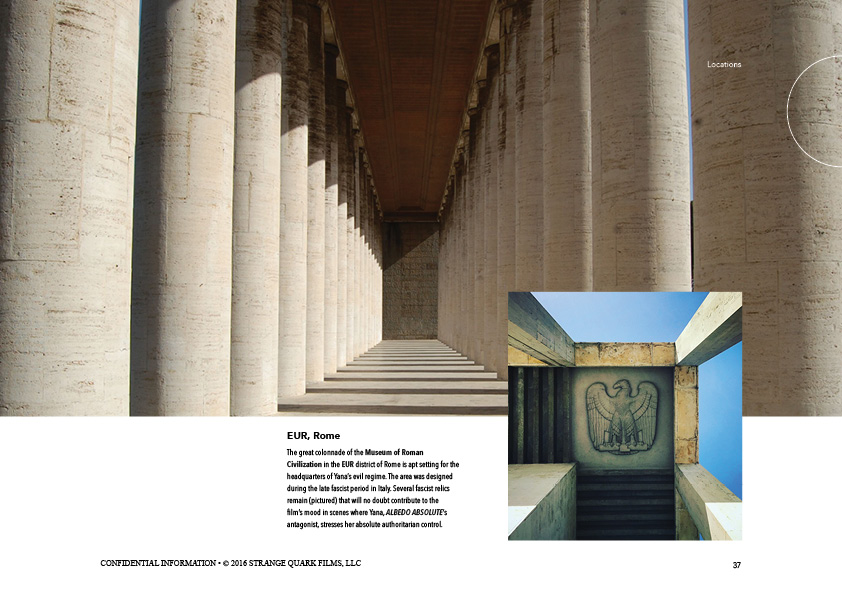 Locations
EUR, Rome
The great colonnade of the Museum of Roman
Civilization in the EUR district of Rome is apt setting for the
headquarters of Yana's evil regime. The area was designed
during the late fascist period in Italy. Several fascist relics
remain (pictured) that will no doubt contribute to the
film's mood in scenes where Yana, ALBEDO ABSOLUTE's
antagonist, stresses her absolute authoritarian control.
CONFIDENTIAL INFORMATION • © 2016 STRANGE QUARK FILMS, LLC
37